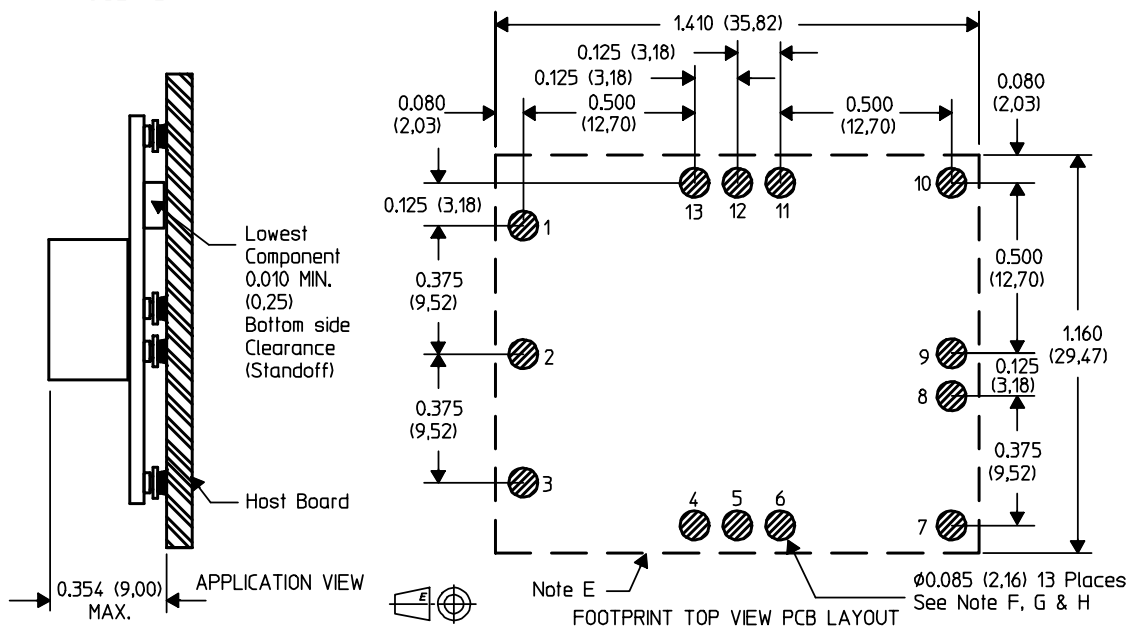 1.410 (35,82)
0.125 (3,18)
0.125 (3,18)
0.080
(2,03)
0.500
(12,70)
0.500
(12,70)
0.080
(2,03)
0.125 (3,18)
13
12
11
10
1
Lowest
Component
0.010 MIN.
(0,25)
Bottom side
Clearance
(Standoff)
0.375
(9,52)
0.500
(12,70)
1.160
(29,47)
2
9
0.125
(3,18)
8
0.375
(9,52)
0.375
(9,52)
3
Host Board
4
5
6
7
0.354 (9,00)
MAX.
APPLICATION VIEW
E
Note E
FOOTPRINT TOP VIEW PCB LAYOUT
ø0.085 (2,16) 13 Places
See Note F, G & H